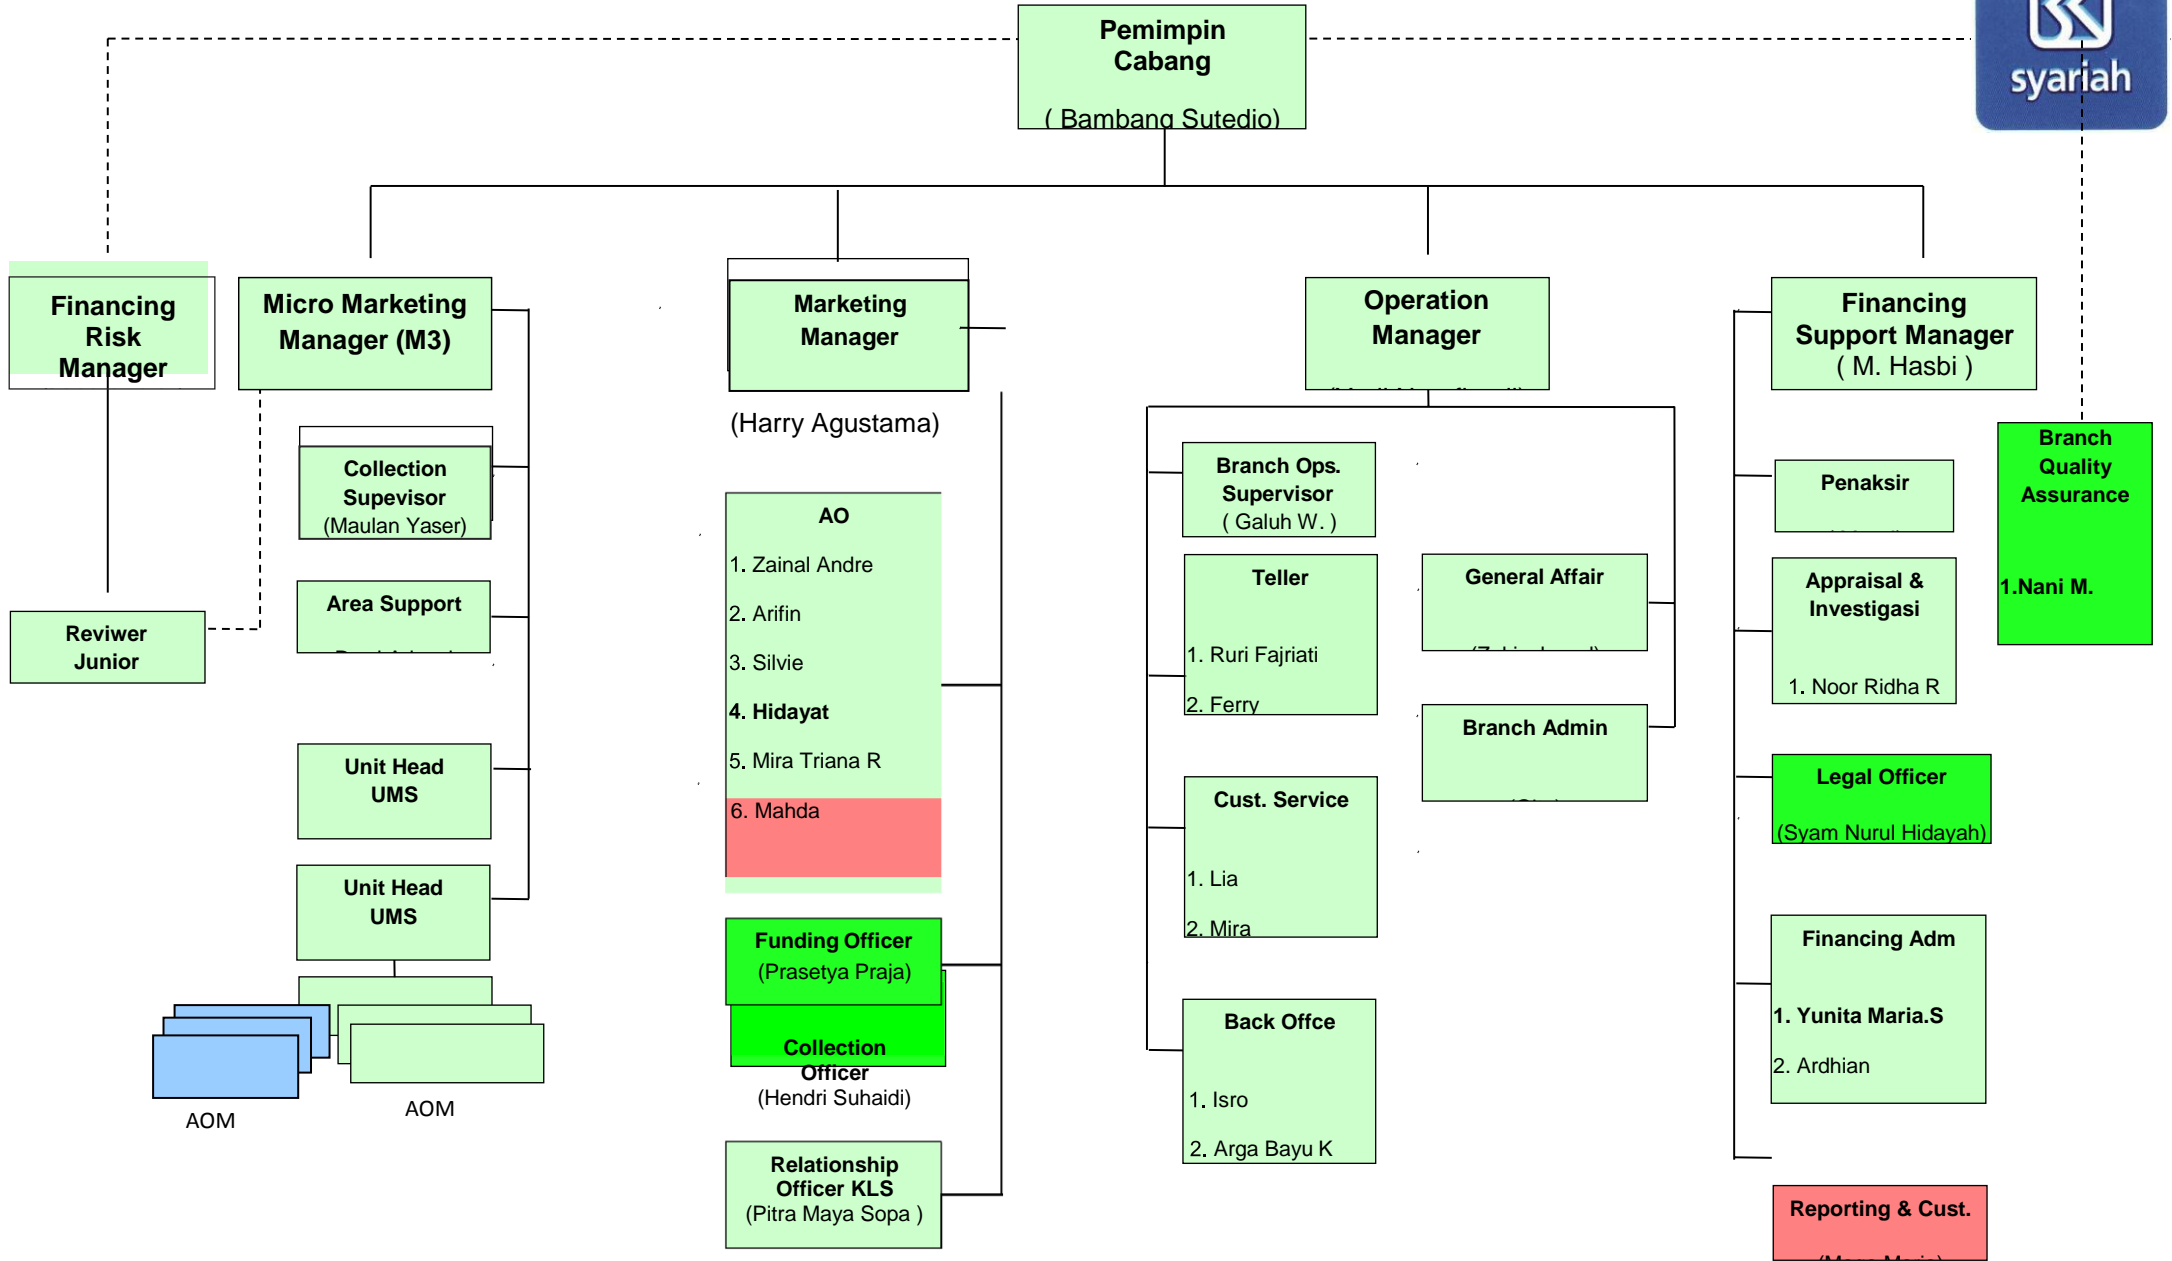 Pemimpin
Cabang
( Bambang Sutedjo)
syariah
Financing
Risk
Manager
Micro Marketing
Manager (M3)
Marketing
Manager
(Harry Agustama)
Operation
Manager
Financing
Support Manager
( M. Hasbi )
Collection
Supevisor
(Maulan Yaser)
Area Support
Reviwer
Junior
Unit Head
UMS
Unit Head
UMS
AOM
AOM
AO
1. Zainal Andre
2. Arifin
3. Silvie
4. Hidayat
5. Mira Triana R
6. Mahda
Funding Officer
(Prasetya Praja)
Collection
Officer
(Hendri Suhaidi)
Relationship
Officer KLS
(Pitra Maya Sopa )
Branch Ops.
Supervisor
( Galuh W. )
Teller
1. Ruri Fajriati
2. Ferry
Cust. Service
1. Lia
2. Mira
Back Offce
1. Isro
2. Arga Bayu K
General Affair
Branch Admin
Penaksir
Appraisal &
Investigasi
1. Noor Ridha R
Legal Officer
(Syam Nurul Hidayah)
Financing Adm
1. Yunita Maria.S
2. Ardhian
Reporting & Cust.
Branch
Quality
Assurance
1.Nani M.